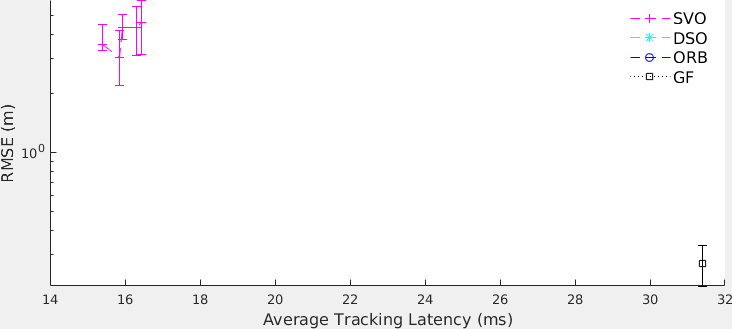 SVO
DSO
ORB
GF
RMSE (m)
10^0
14 16 18 20 22 24 26 28 30 32
Average Tracking Latency (ms)